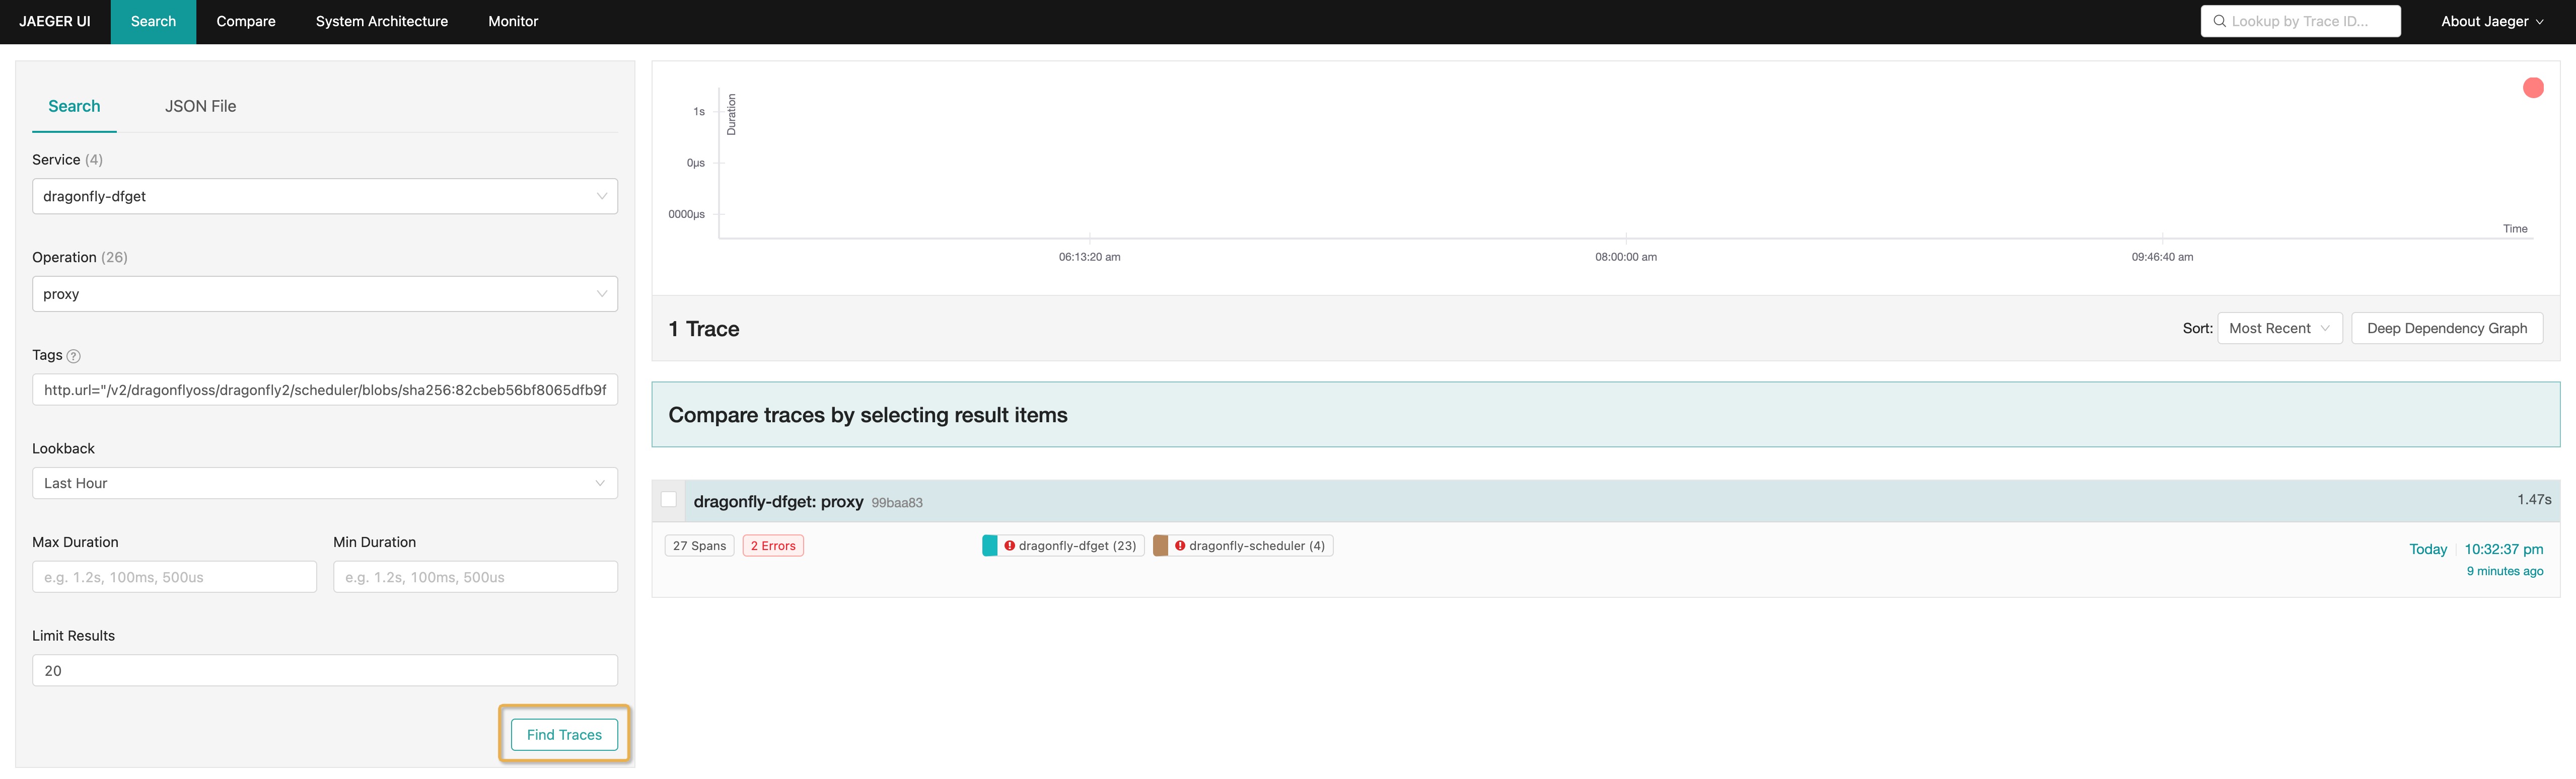 JAEGER UI
Search
Compare
System Architecture
Monitor
Lookup by Trace ID...
About Jaeger
Search
JSON File
Service (4)
dragonfly-dfget
Operation (26)
proxy
Tags ?
http.url="/v2/dragonflyoss/dragonfly2/scheduler/blobs/sha256:82cbeb56bf8065dfb9f
Lookback
Last Hour
Max Duration
Min Duration
e.g. 1.2s, 100ms, 500us
e.g. 1.2s, 100ms, 500us
Limit Results
20
Find Traces
Duration
1s
0μs
0000μs
Time
06:13:20 am
08:00:00 am
09:46:40 am
1 Trace
Sort: Most Recent
Deep Dependency Graph
Compare traces by selecting result items
dragonfly-dfget: proxy 99baa83
1.47s
27 Spans
2 Errors
dragonfly-dfget (23)
dragonfly-scheduler (4)
Today
10:32:37 pm
9 minutes ago